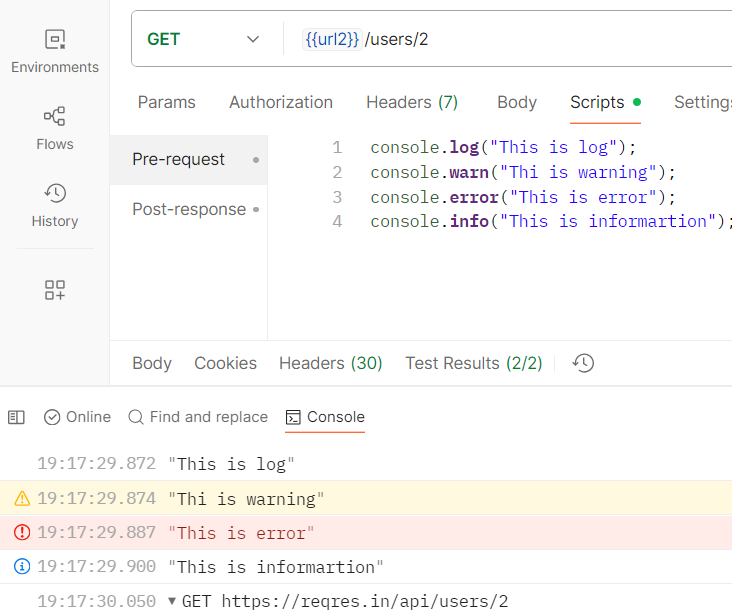 GET {{url2}} /users/2
Environments
Params Authorization Headers (7) Body Scripts Settings
Flows
Pre-request
1 console.log("This is log");
2 console.warn("Thi is warning");
3 console.error("This is error");
4 console.info("This is informartion");
History
Post-response
Body Cookies Headers (30) Test Results (2/2)
Online Find and replace Console
19:17:29.872 "This is log"
19:17:29.874 "Thi is warning"
19:17:29.887 "This is error"
19:17:29.900 "This is informartion"
19:17:30.050 GET https://reqres.in/api/users/2